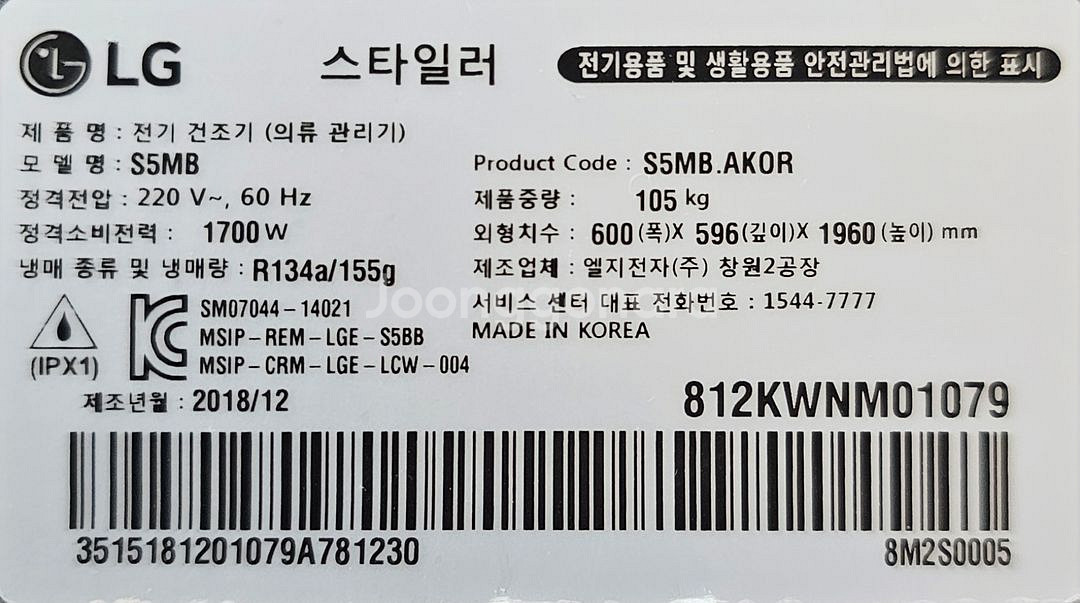 LG 스타일러 전기용품 및 생활용품 안전관리법에 의한 표시
제 품 명 : 전기 건조기 (의류 관리기)
모 델 명 : S5MB Product Code : S5MB.AKOR
정격전압 : 220 V~, 60 Hz 제품중량 : 105 kg
정격소비전력 : 1700 W 외형치수 : 600 (폭)X 596(깊이)X 1960 (높이) mm
냉매 종류 및 냉매량 : R134a/155g 제조업체 : 엘지전자(주) 창원2공장
Joonggonara
SM07044-14021 서비스 센터 대표 전화번호 : 1544-7777
MSIP-REM-LGE-S5BB MADE IN KOREA
(IPX1) MSIP-CRM-LGE-LCW-004
제조년월 : 2018/12 812KWNM01079
3515181201079A781230 8M2S0005